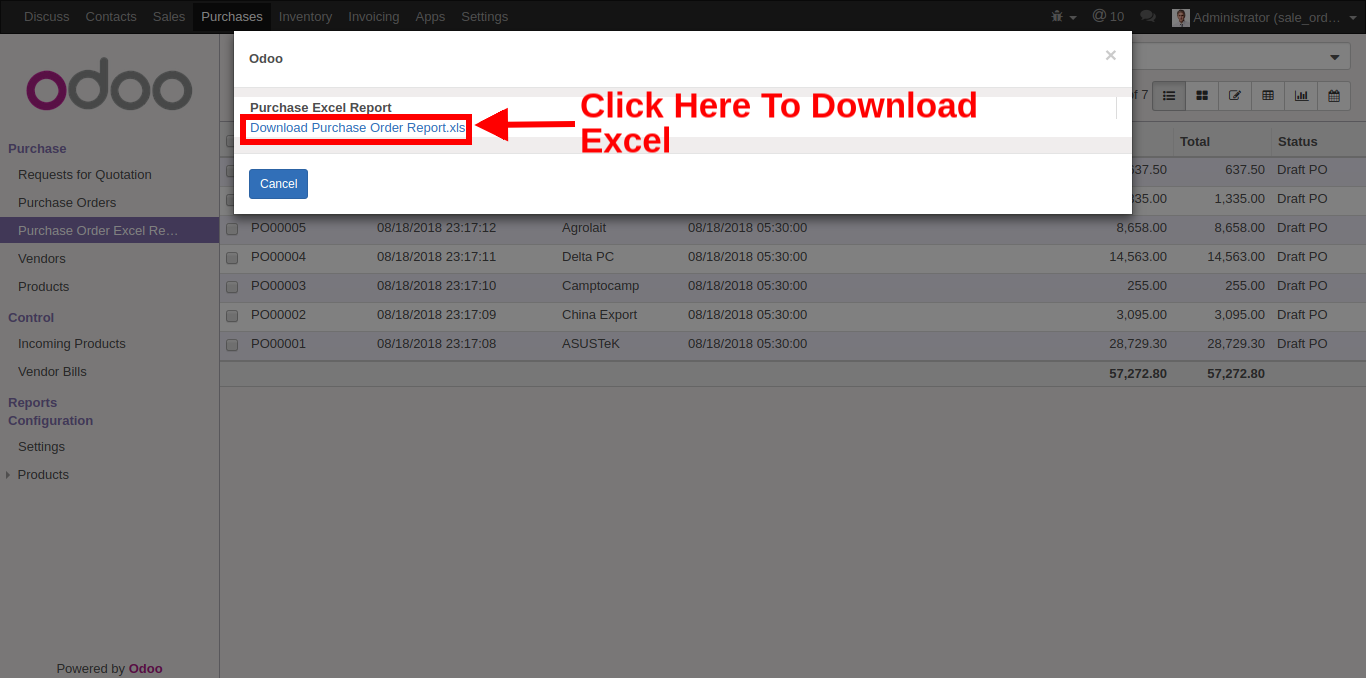 Discuss Contacts Sales Purchases Inventory Invoicing Apps Settings @ 10 Administrator (sale_ord…
odoo
Odoo ×
Purchase Excel Report
Download Purchase Order Report.xls
Click Here To Download
Excel
Cancel
of 7
Purchase
Requests for Quotation
Purchase Orders
Purchase Order Excel Re…
Vendors
Products
Control
Incoming Products
Vendor Bills
Reports
Configuration
Settings
Products
Powered by Odoo
Total Status
637.50 Draft PO
1,335.00 Draft PO
PO00005 08/18/2018 23:17:12 Agrolait 08/18/2018 05:30:00 8,658.00 8,658.00 Draft PO
PO00004 08/18/2018 23:17:11 Delta PC 08/18/2018 05:30:00 14,563.00 14,563.00 Draft PO
PO00003 08/18/2018 23:17:10 Camptocamp 08/18/2018 05:30:00 255.00 255.00 Draft PO
PO00002 08/18/2018 23:17:09 China Export 08/18/2018 05:30:00 3,095.00 3,095.00 Draft PO
PO00001 08/18/2018 23:17:08 ASUSTeK 08/18/2018 05:30:00 28,729.30 28,729.30 Draft PO
57,272.80 57,272.80